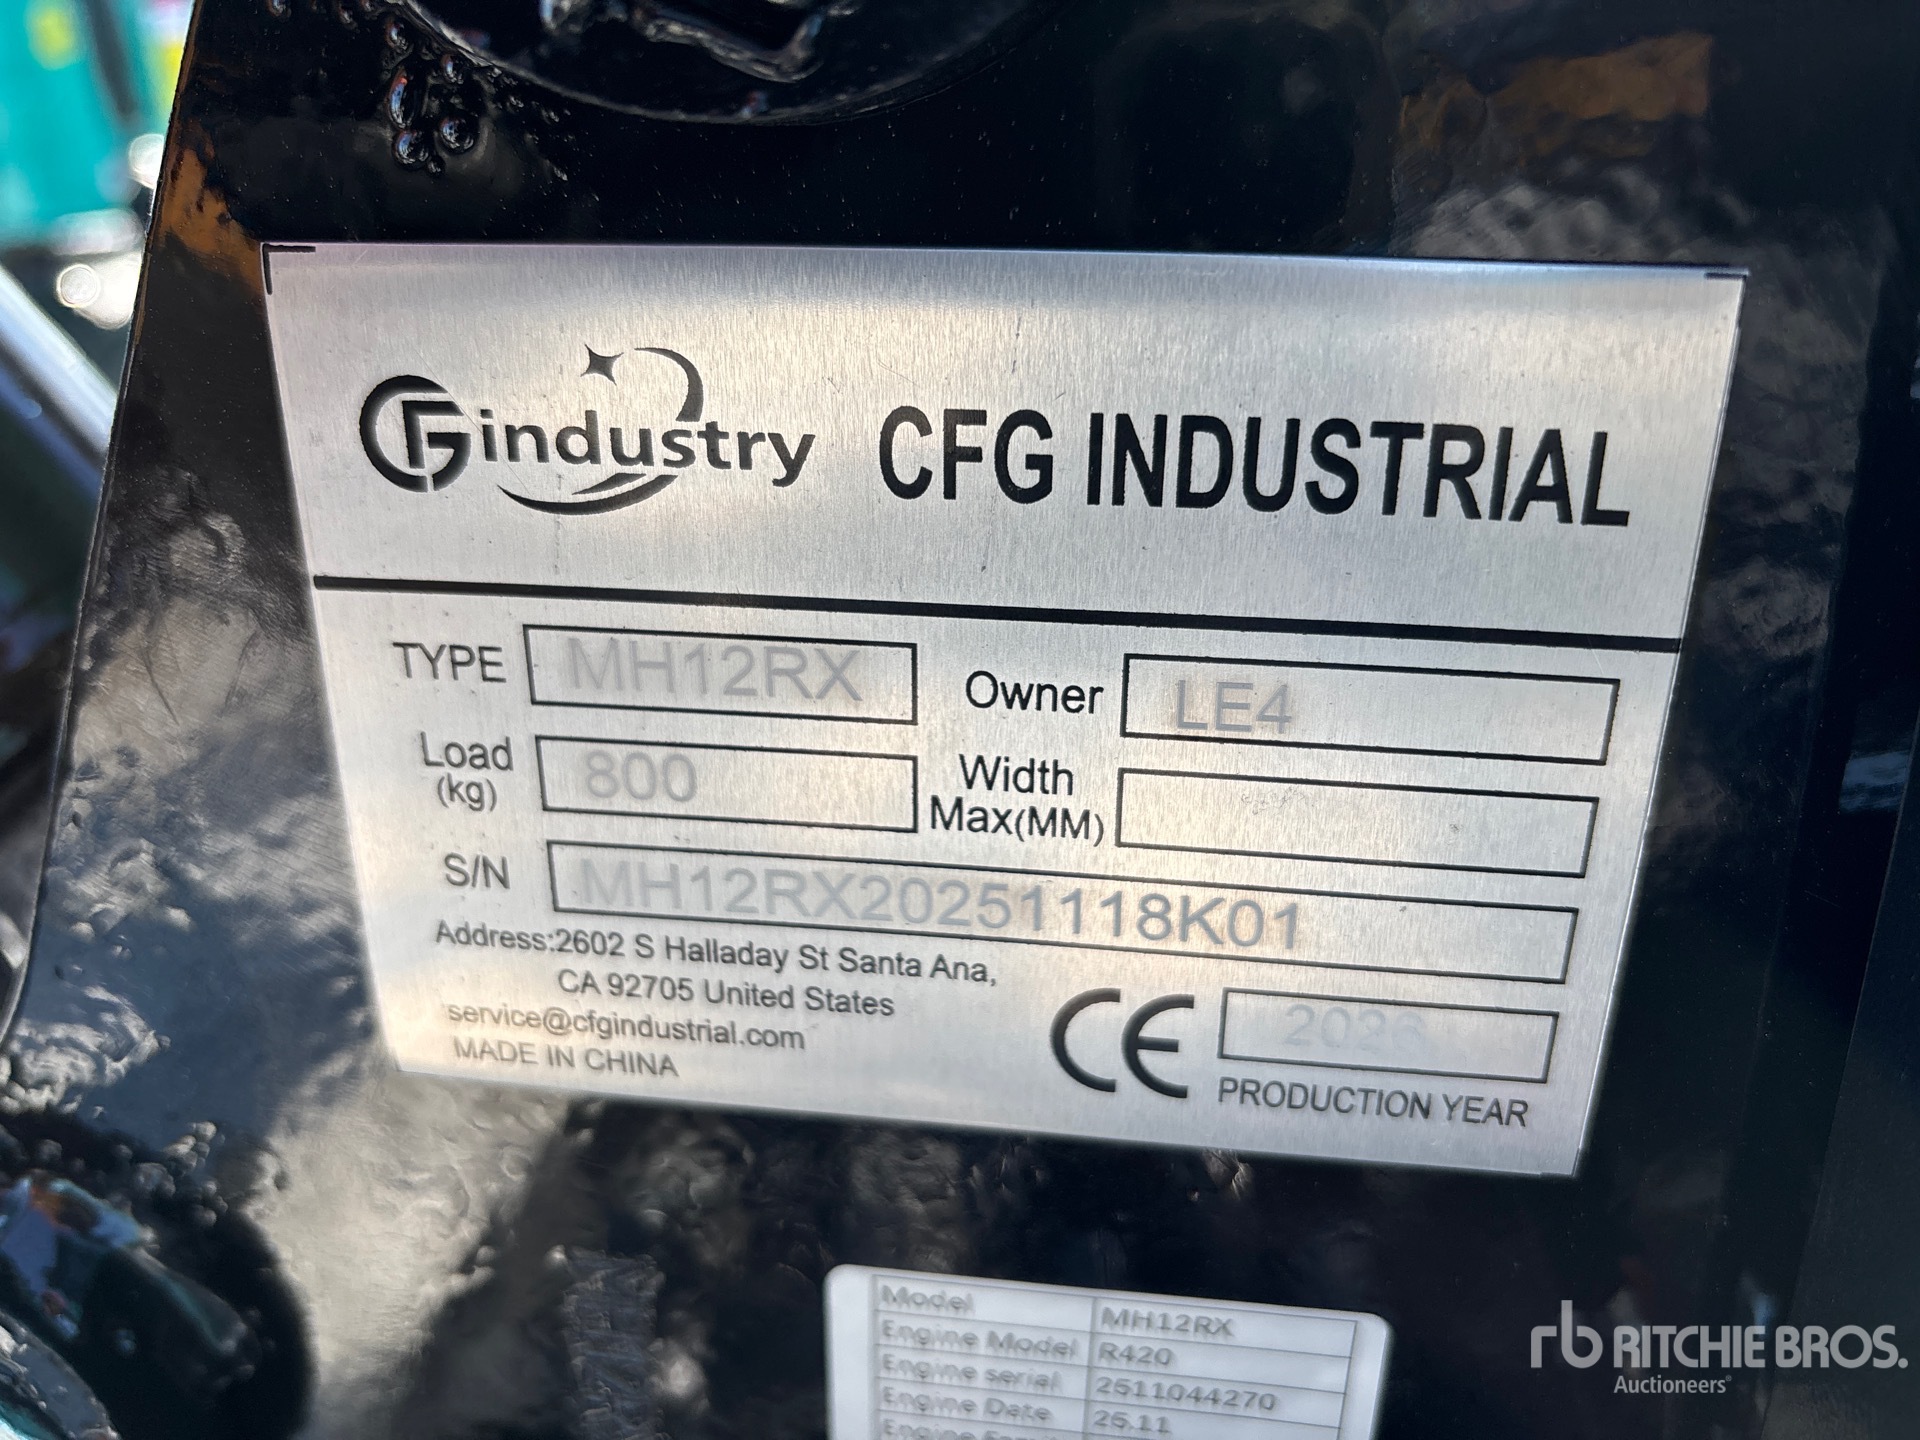 CFGindustry CFG INDUSTRIAL
TYPE MH12RX Owner LE4
Load (kg) 800 Width Max(MM)
S/N MH12RX20251118K01
Address:2602 S Halladay St Santa Ana,
CA 92705 United States
service@cfgindustrial.com
MADE IN CHINA
CE
PRODUCTION YEAR
Model MH12RX
Engine Model R420
Engine serial 2511044270
Engine Date 25.11
Engine
rb RITCHIE BROS.
Auctioneers